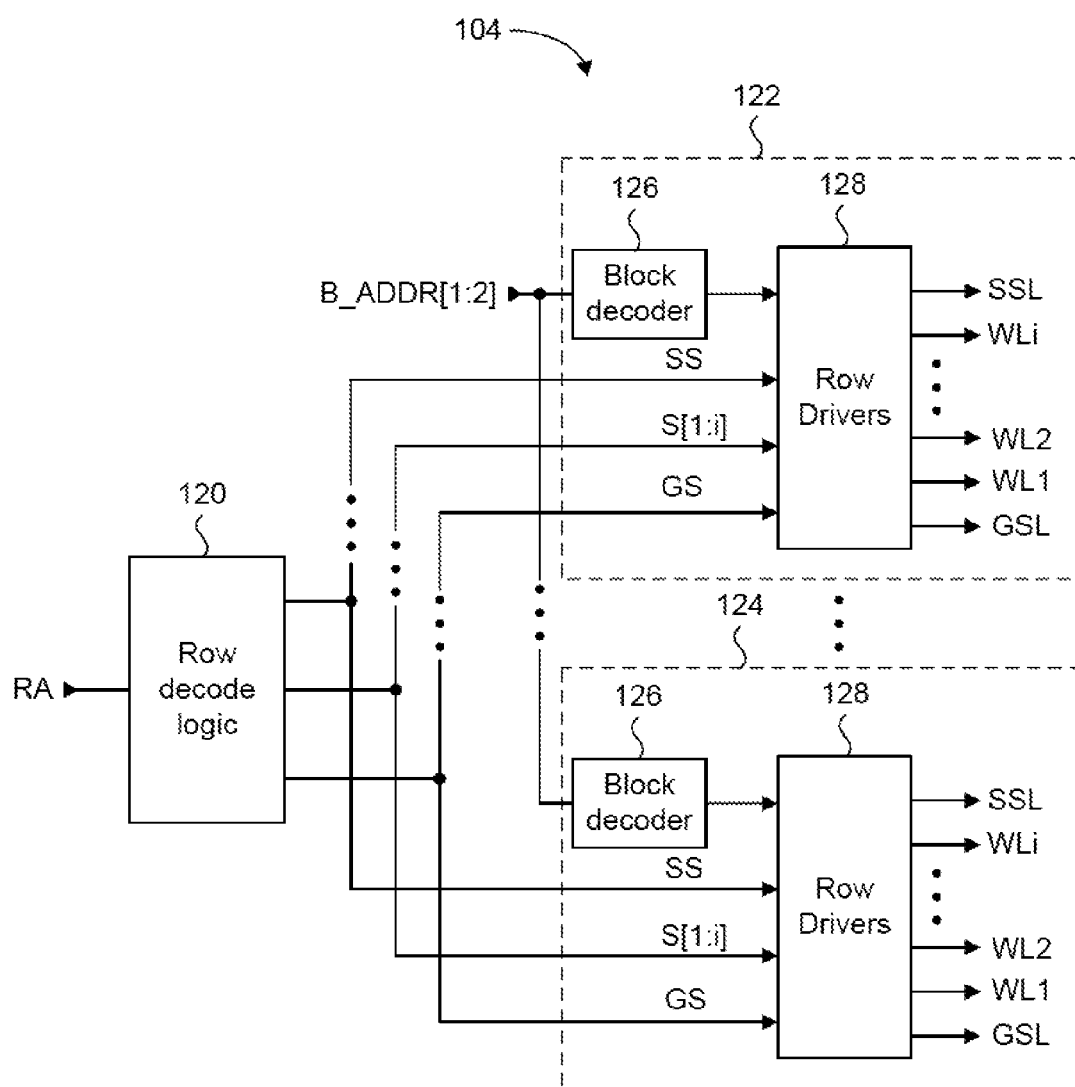 104
122
126
128
Block
decoder
B_ADDR[1:2]
SSL
WLi
SS
Row
Drivers
S[1:i]
WL2
GS
WL1
GSL
120
124
Row
decode
logic
RA
126
128
Block
decoder
SSL
WLi
SS
Row
Drivers
S[1:i]
WL2
GS
WL1
GSL